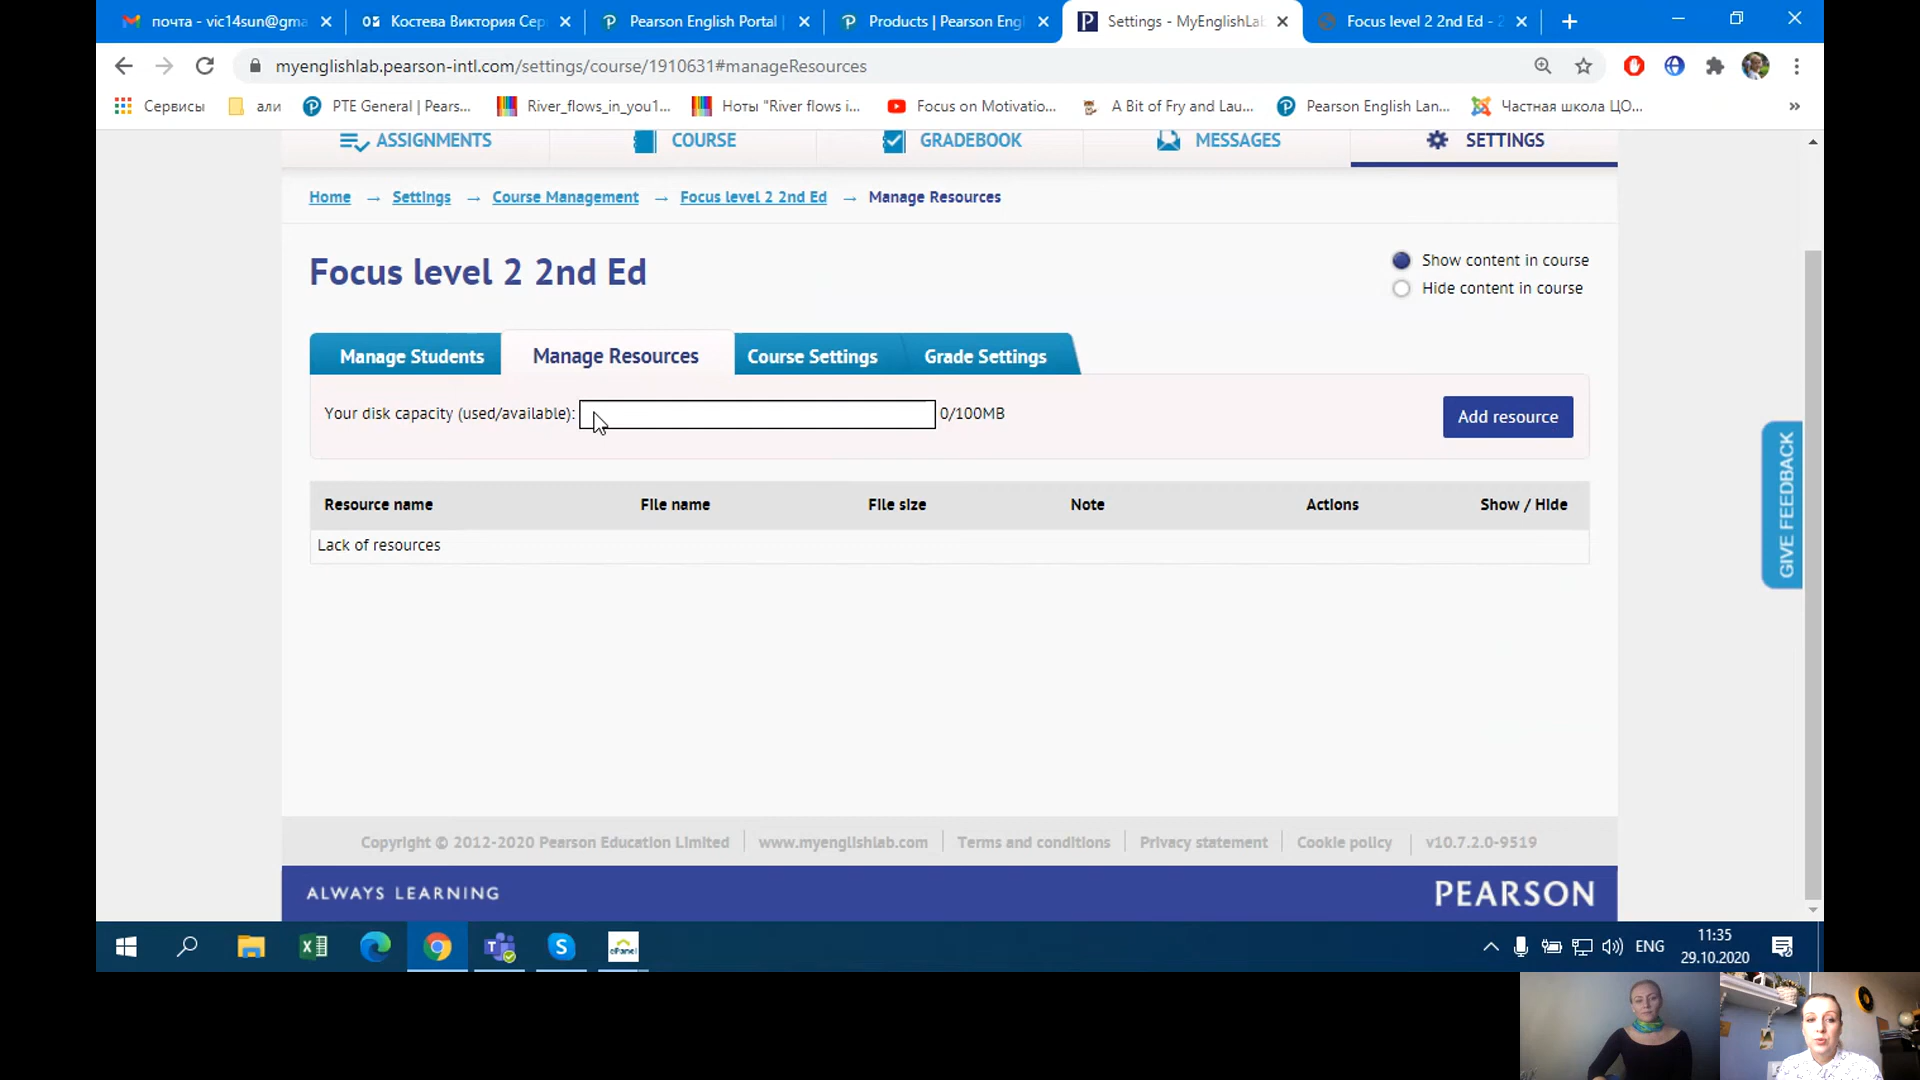 почта - vic14sun@gma
Костева Виктория Сер
Pearson English Portal
Products | Pearson Eng
Settings - MyEnglishLab
Focus level 2 2nd Ed - 2
myenglishlab.pearson-intl.com/settings/course/1910631#manageResources
Сервисы
али
PTE General | Pears...
River_flows_in_you1...
Ноты "River flows i...
Focus on Motivatio...
A Bit of Fry and Lau...
Pearson English Lan...
Частная школа ЦО...
»
ASSIGNMENTS
COURSE
GRADEBOOK
MESSAGES
SETTINGS
Home → Settings → Course Management → Focus level 2 2nd Ed → Manage Resources
Focus level 2 2nd Ed
Show content in course
Hide content in course
Manage Students
Manage Resources
Course Settings
Grade Settings
Your disk capacity (used/available): 0/100MB
Add resource
GIVE FEEDBACK
Resource name File name File size Note Actions Show / Hide
Lack of resources
Copyright © 2012-2020 Pearson Education Limited | www.myenglishlab.com | Terms and conditions | Privacy statement | Cookie policy | v10.7.2.0-9519
ALWAYS LEARNING
PEARSON
ENG
11:35
29.10.2020